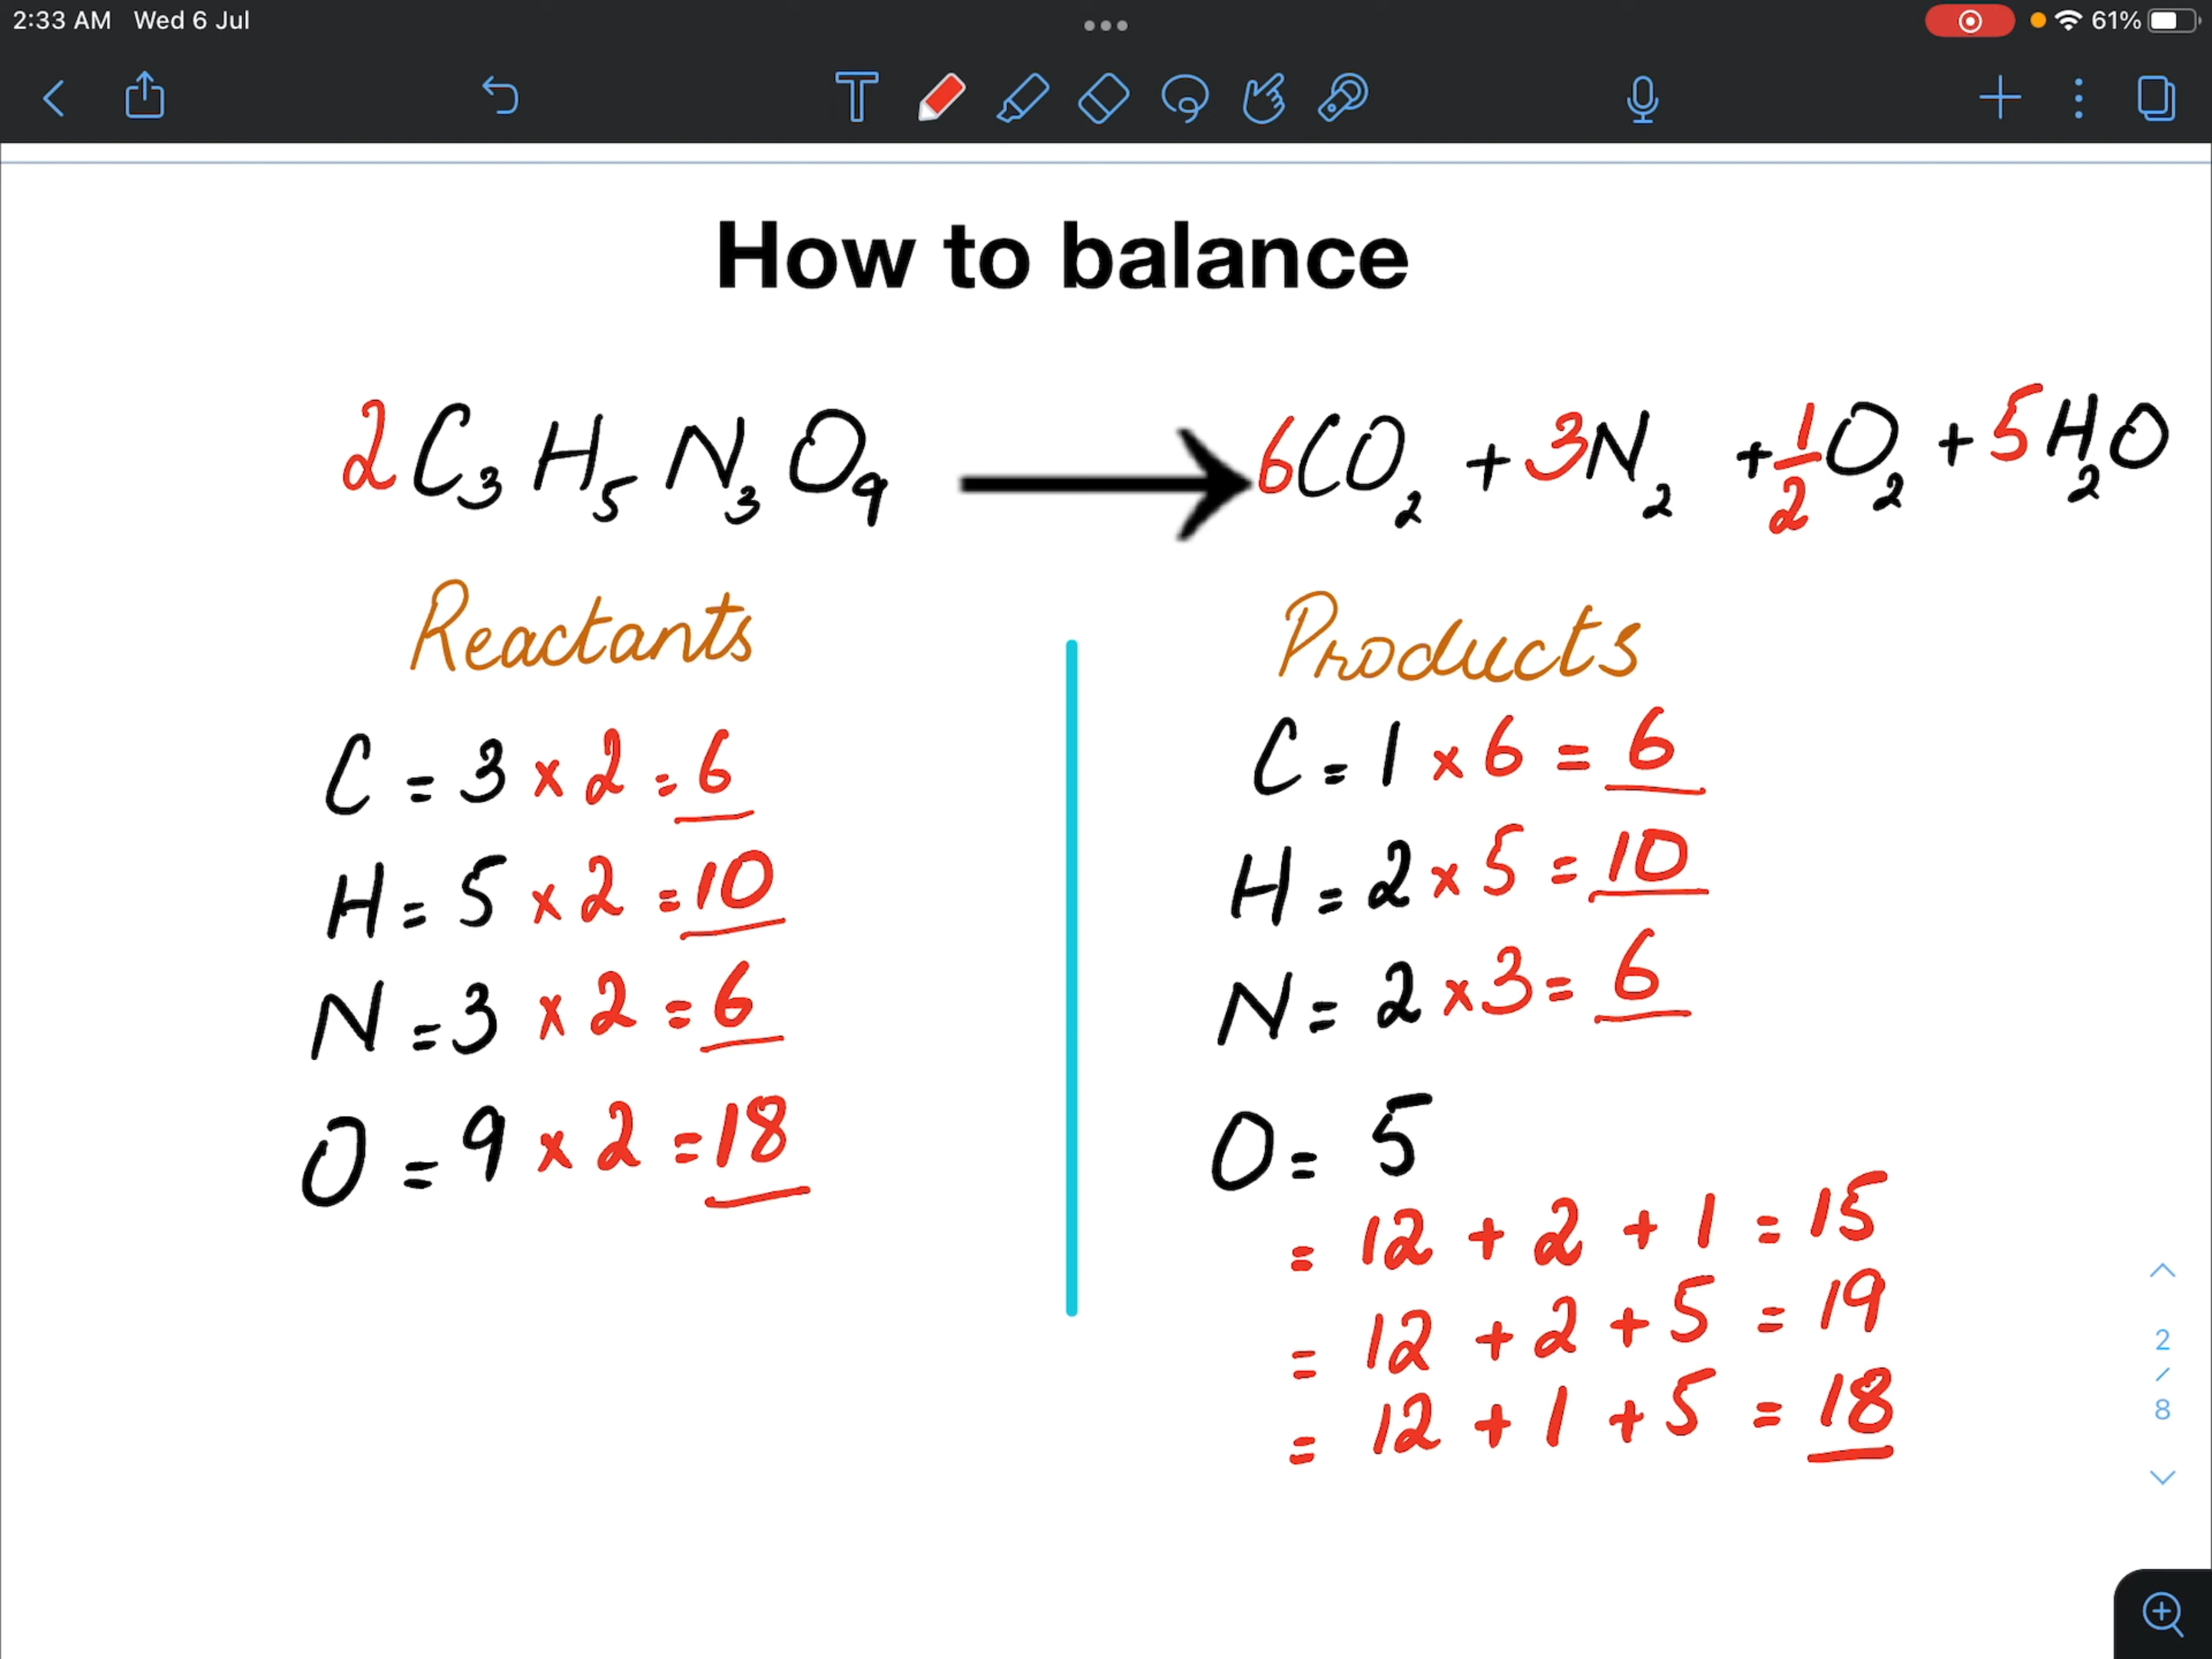 2:33 AM Wed 6 Jul
61%
T
How to balance
2C₃H₅N₃O₉ → 6CO₂ + 3N₂ + 1/2 O₂ + 5H₂O
Reactants
C = 3 × 2 = 6
H = 5 × 2 = 10
N = 3 × 2 = 6
O = 9 × 2 = 18
Products
C = 1 × 6 = 6
H = 2 × 5 = 10
N = 2 × 3 = 6
O = 5
= 12 + 2 + 1 = 15
= 12 + 2 + 5 = 19
= 12 + 1 + 5 = 18
2
/
8